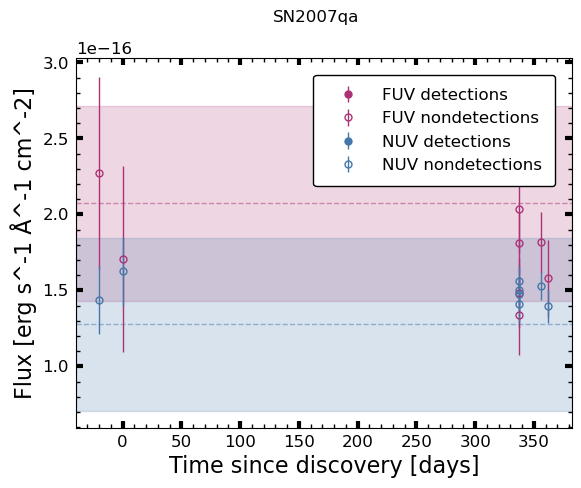 SN2007qa
1e−16
3.0
2.5
2.0
1.5
1.0
Flux [erg s^-1 Å^-1 cm^-2]
FUV detections
FUV nondetections
NUV detections
NUV nondetections
0 50 100 150 200 250 300 350
Time since discovery [days]